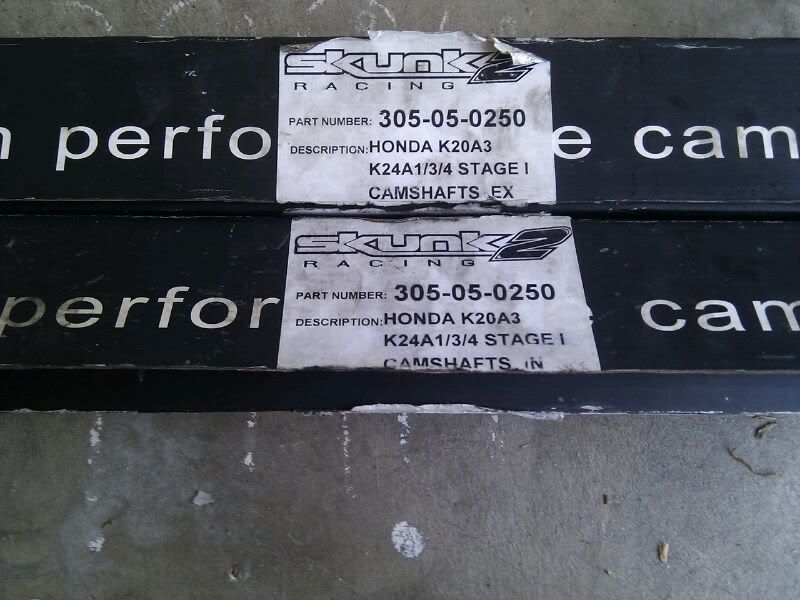 skunk2
RACING
PART NUMBER: 305-05-0250
DESCRIPTION: HONDA K20A3
K24A1/3/4 STAGE I
CAMSHAFTS EX
n perfo e cam
skunk2
RACING
PART NUMBER: 305-05-0250
DESCRIPTION: HONDA K20A3
K24A1/3/4 STAGE I
CAMSHAFTS IN
perfor e cam